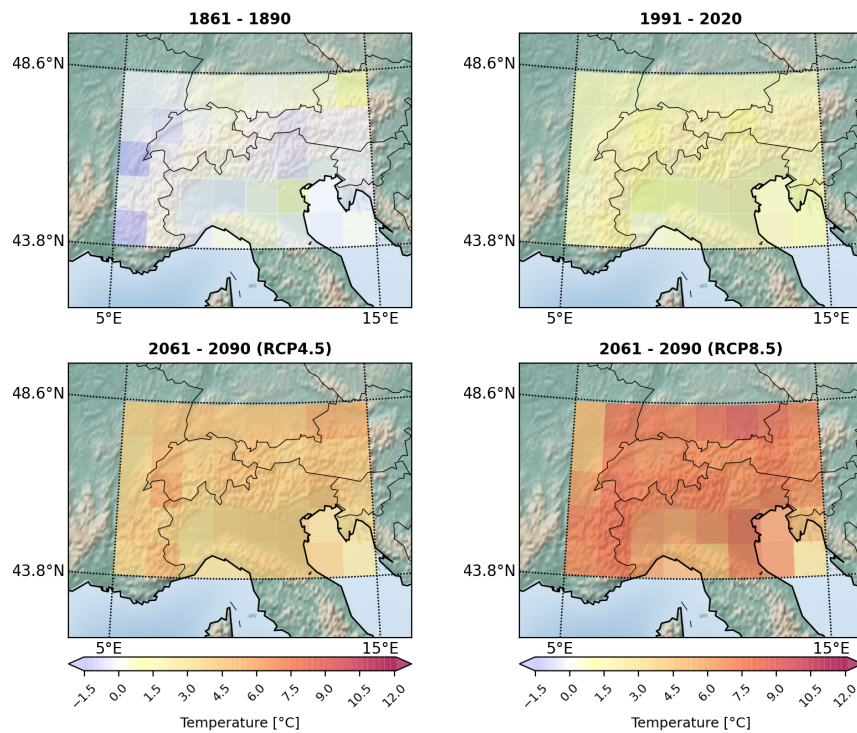 1861 - 1890
1991 - 2020
48.6°N
48.6°N
43.8°N
43.8°N
5°E
15°E
5°E
15°E
2061 - 2090 (RCP4.5)
2061 - 2090 (RCP8.5)
48.6°N
48.6°N
43.8°N
43.8°N
5°E
15°E
5°E
15°E
−1.5 0.0 1.5 3.0 4.5 6.0 7.5 9.0 10.5 12.0
−1.5 0.0 1.5 3.0 4.5 6.0 7.5 9.0 10.5 12.0
Temperature [°C]
Temperature [°C]